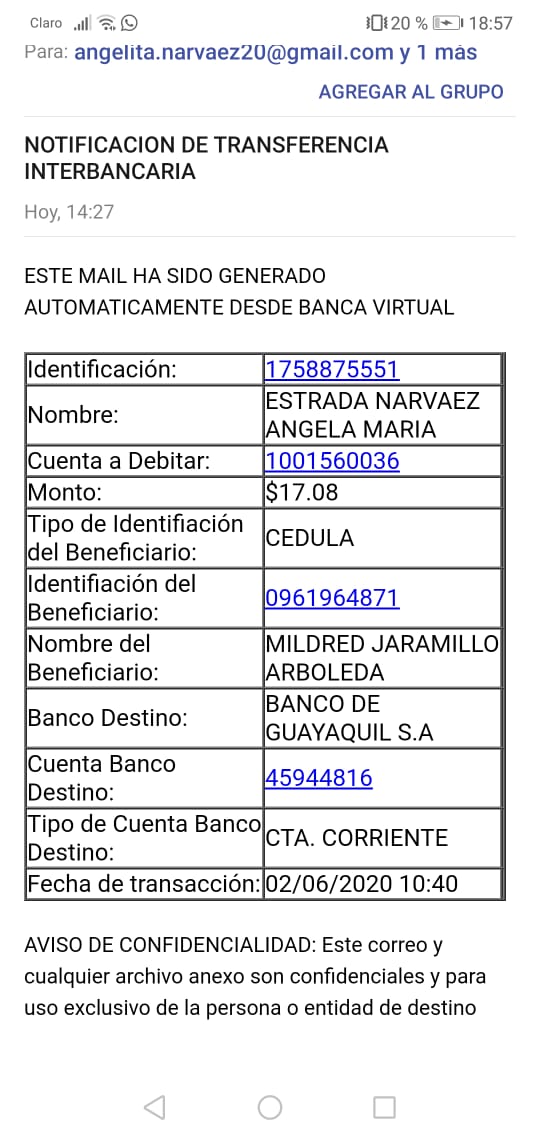 Claro 20 % 18:57
Para: angelita.narvaez20@gmail.com y 1 más
AGREGAR AL GRUPO
NOTIFICACION DE TRANSFERENCIA
INTERBANCARIA
Hoy, 14:27
ESTE MAIL HA SIDO GENERADO
AUTOMATICAMENTE DESDE BANCA VIRTUAL
Identificación: 1758875551
Nombre: ESTRADA NARVAEZ
ANGELA MARIA
Cuenta a Debitar: 1001560036
Monto: $17.08
Tipo de Identifiación
del Beneficiario: CEDULA
Identifiación del
Beneficiario: 0961964871
Nombre del
Beneficiario: MILDRED JARAMILLO
ARBOLEDA
Banco Destino: BANCO DE
GUAYAQUIL S.A
Cuenta Banco
Destino: 45944816
Tipo de Cuenta Banco
Destino: CTA. CORRIENTE
Fecha de transacción: 02/06/2020 10:40
AVISO DE CONFIDENCIALIDAD: Este correo y
cualquier archivo anexo son confidenciales y para
uso exclusivo de la persona o entidad de destino